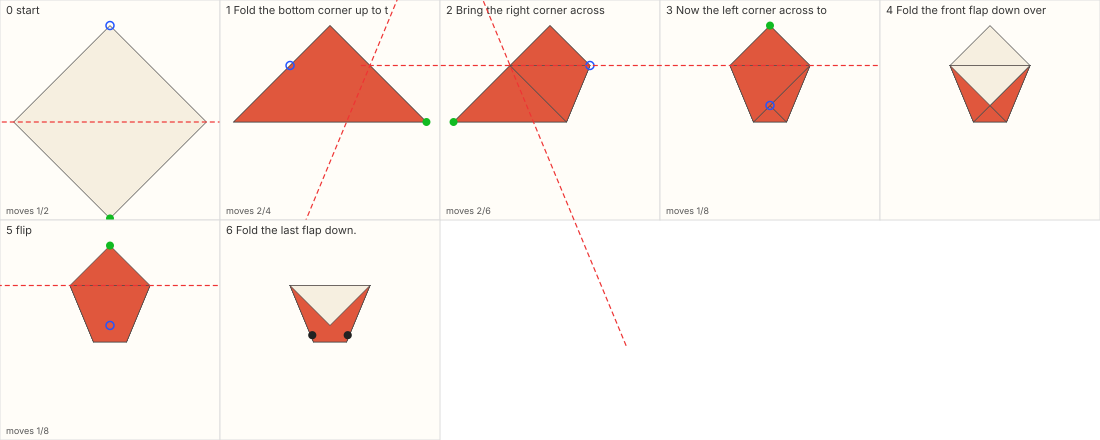 0 start
1 Fold the bottom corner up to t
2 Bring the right corner across
3 Now the left corner across to
4 Fold the front flap down over
moves 1/2
moves 2/4
moves 2/6
moves 1/8
5 flip
6 Fold the last flap down.
moves 1/8